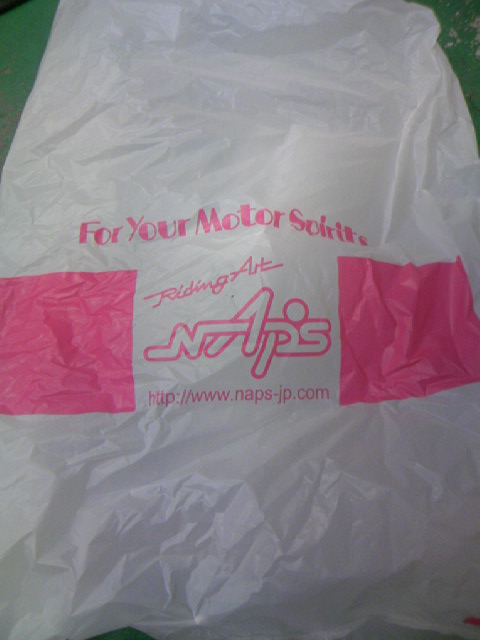 For Your Motor Spirits
Riding Art
NAPS
http://www.naps-jp.com